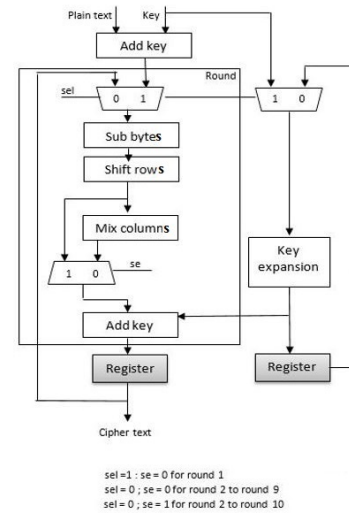 Plain text Key
Add key
Round
sel 0 1 1 0
Sub bytes
Shift rows
Mix columns
Key
expansion
1 0 se
Add key
Register Register
Cipher text
sel =1 : se = 0 for round 1
sel = 0 ; se = 0 for round 2 to round 9
sel = 0 ; se = 1 for round 2 to round 10